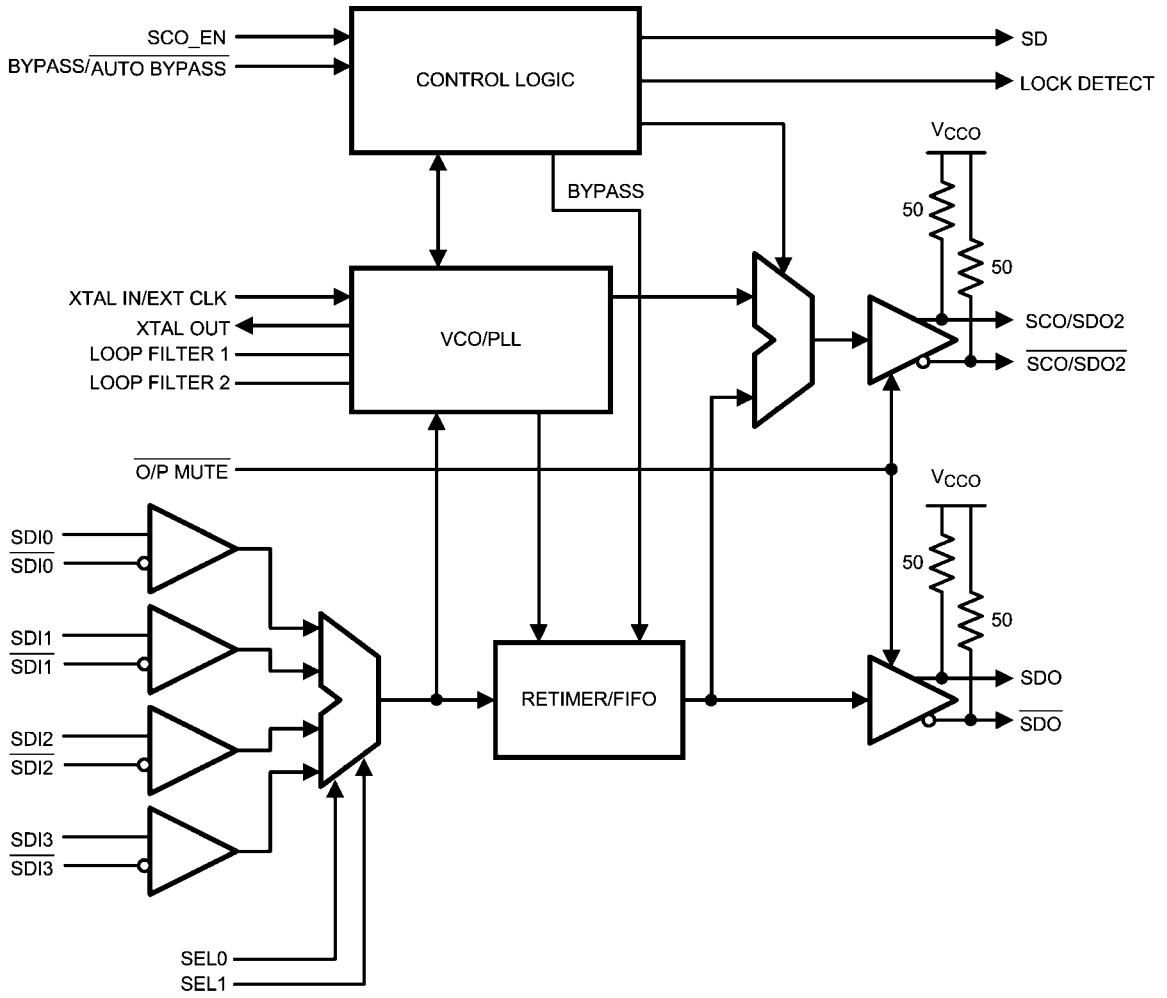 SCO_EN
BYPASS/AUTO BYPASS
CONTROL LOGIC
SD
LOCK DETECT
BYPASS
VCCO
50
50
XTAL IN/EXT CLK
XTAL OUT
LOOP FILTER 1
LOOP FILTER 2
VCO/PLL
SCO/SDO2
SCO/SDO2
O/P MUTE
VCCO
50
50
SDI0
SDI0
SDI1
SDI1
SDI2
SDI2
SDI3
SDI3
RETIMER/FIFO
SDO
SDO
SEL0
SEL1